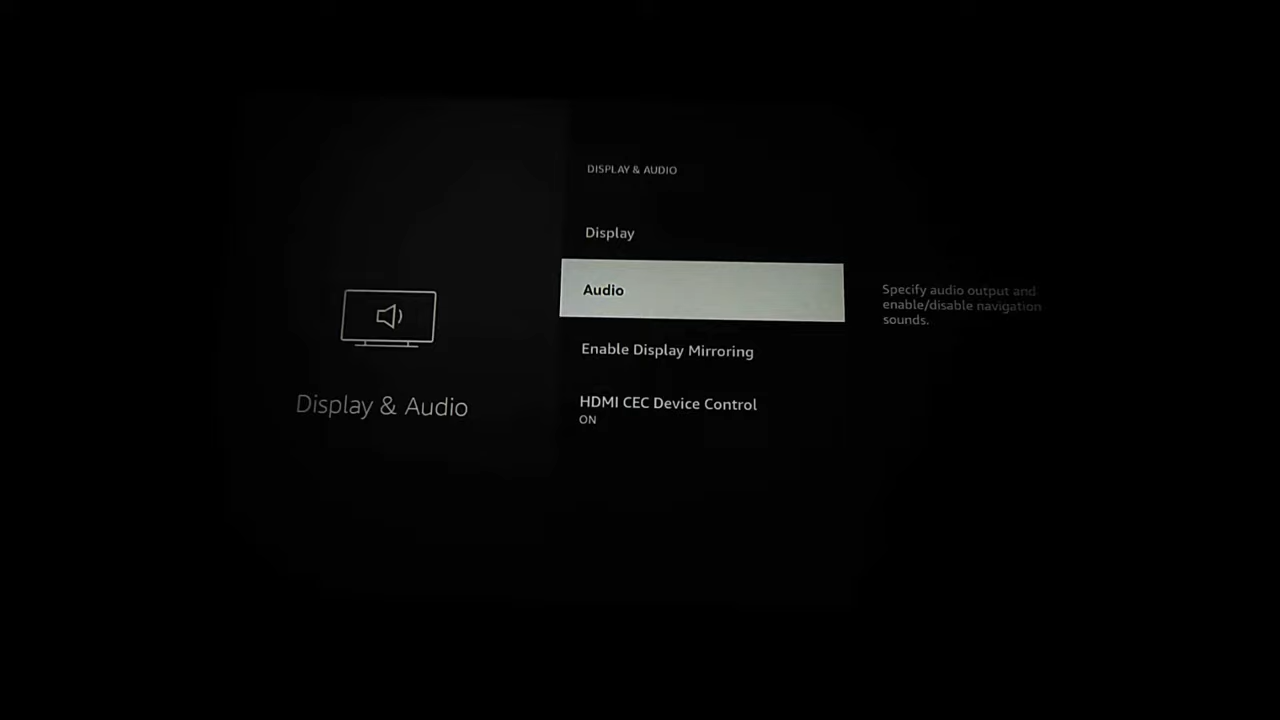 DISPLAY & AUDIO
Display
Audio
Specify audio output and
enable/disable navigation
sounds.
Enable Display Mirroring
HDMI CEC Device Control
ON
Display & Audio